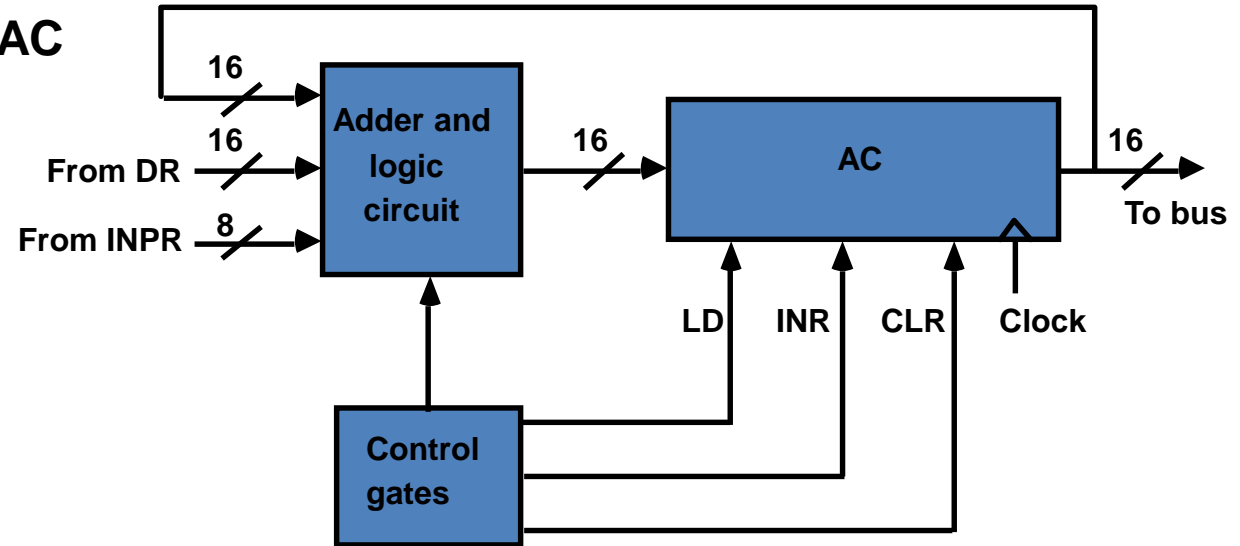 AC
16
Adder and
logic
circuit
16
From DR
8
From INPR
16
AC
16
To bus
LD
INR
CLR
Clock
Control
gates